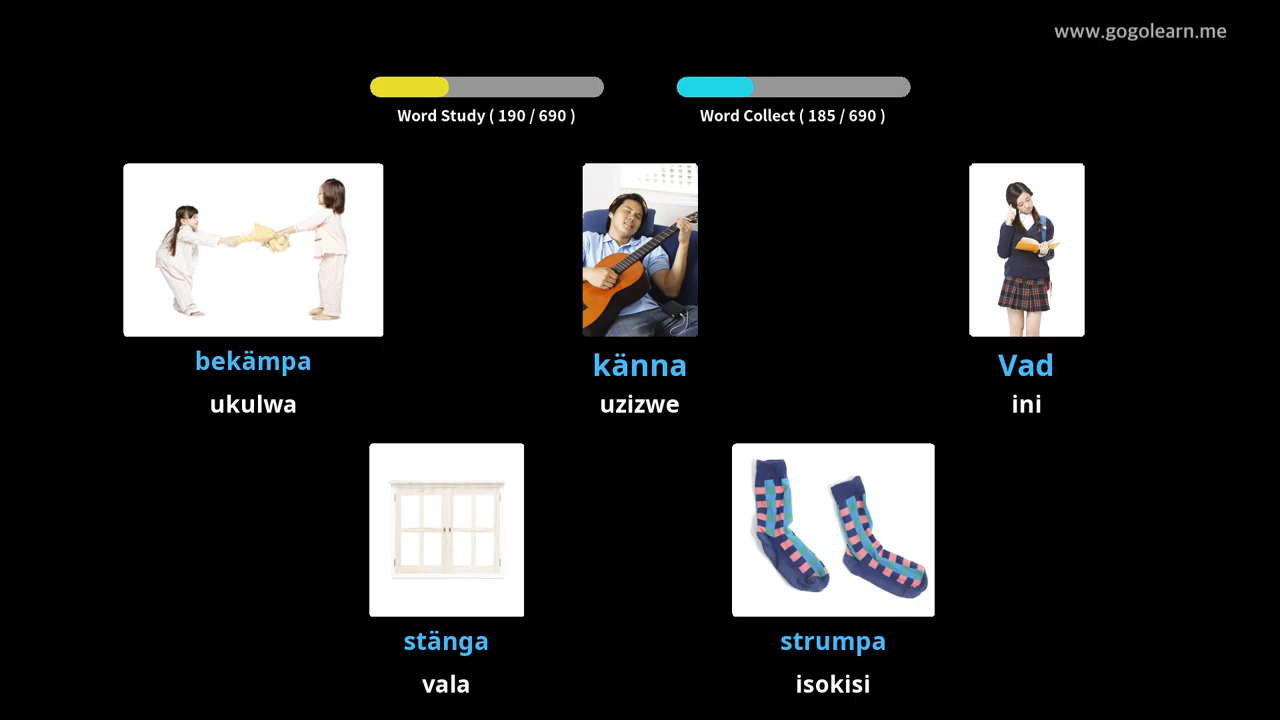 www.gogolearn.me
Word Study ( 190 / 690 )
Word Collect ( 185 / 690 )
bekämpa
ukulwa
känna
uzizwe
Vad
ini
stänga
vala
strumpa
isokisi